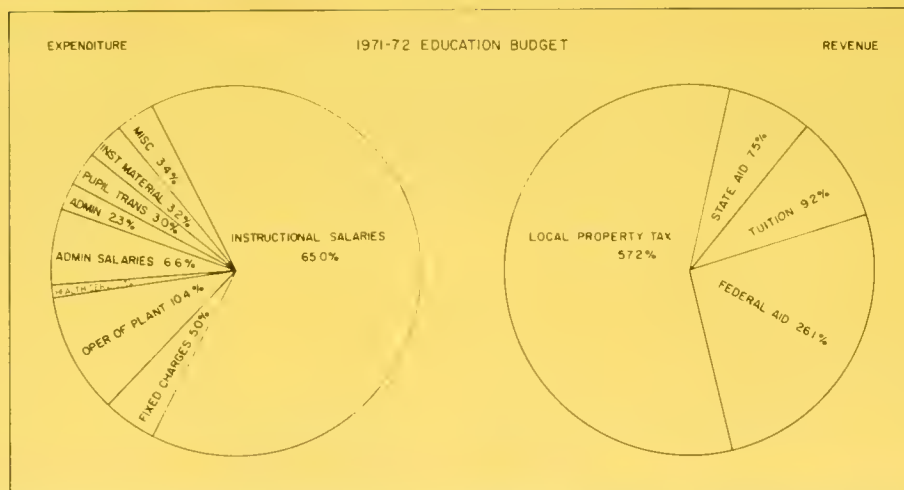 EXPENDITURE
1971-72 EDUCATION BUDGET
REVENUE
MISC 3.4%
INST MATERIAL 3.2%
PUPIL TRANS 3.0%
ADMIN 2.3%
ADMIN SALARIES 6.6%
HEALTH
OPER OF PLANT 10.4%
FIXED CHARGES 5.0%
INSTRUCTIONAL SALARIES
65.0%
STATE AID 7.5%
TUITION 9.2%
LOCAL PROPERTY TAX
57.2%
FEDERAL AID 26.1%